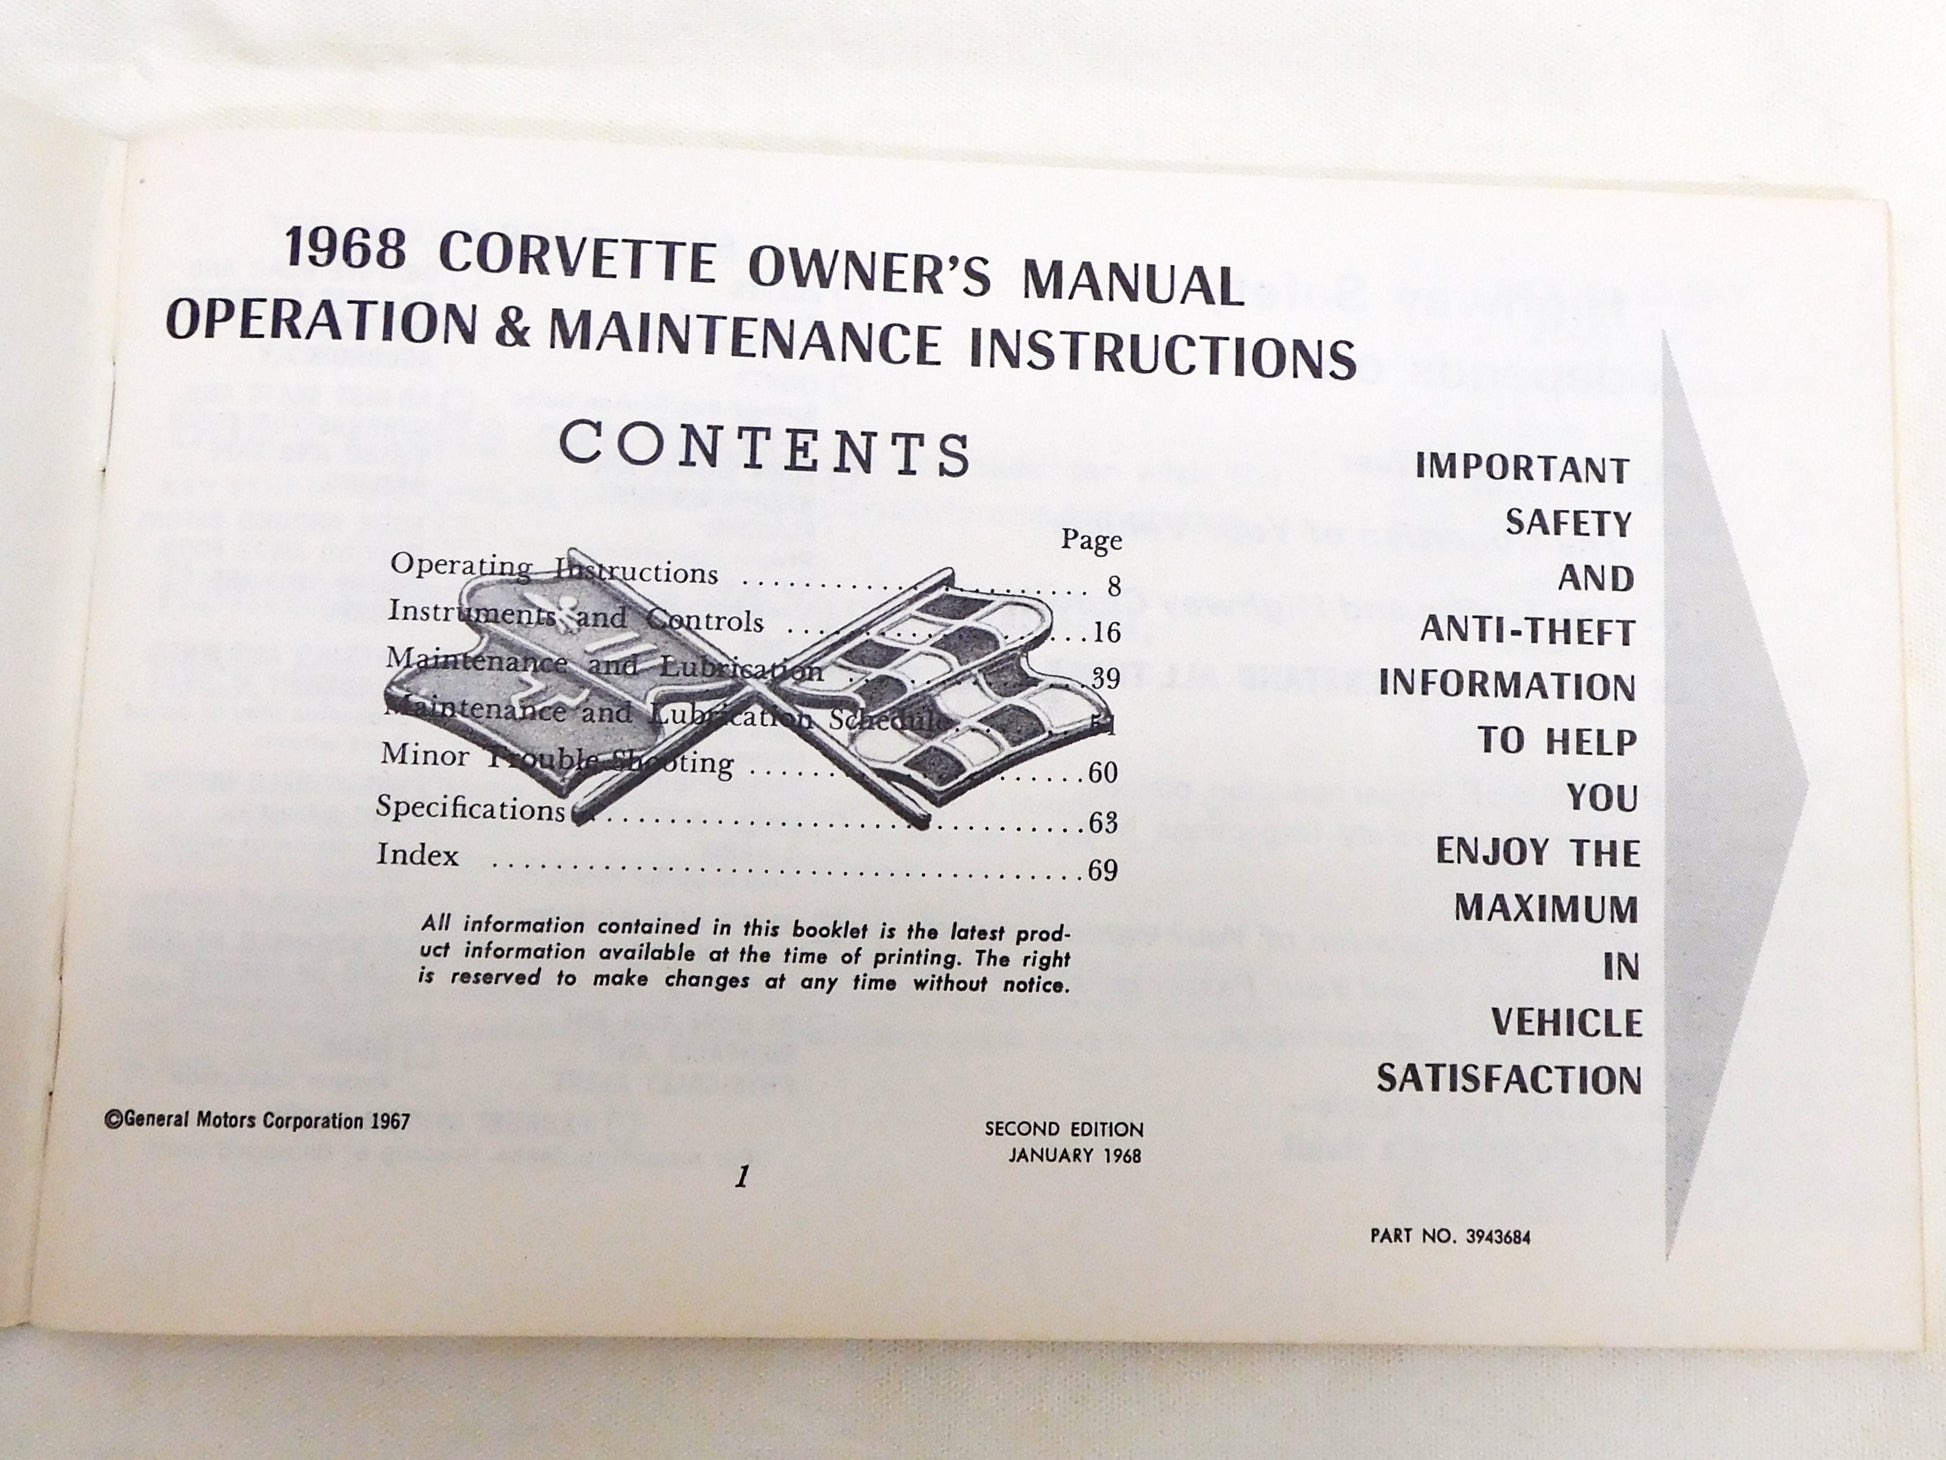 1968 CORVETTE OWNER'S MANUAL
OPERATION & MAINTENANCE INSTRUCTIONS
CONTENTS
Page
Operating Instructions .................................... 8
Instruments and Controls ...............................16
Maintenance and Lubrication .........................39
Maintenance and Lubrication Schedule
Minor Trouble Shooting ..................................60
Specifications ..................................................63
Index ...............................................................69
All information contained in this booklet is the latest prod-
uct information available at the time of printing. The right
is reserved to make changes at any time without notice.
©General Motors Corporation 1967
SECOND EDITION
JANUARY 1968
1
IMPORTANT
SAFETY
AND
ANTI-THEFT
INFORMATION
TO HELP
YOU
ENJOY THE
MAXIMUM
IN
VEHICLE
SATISFACTION
PART NO. 3943684